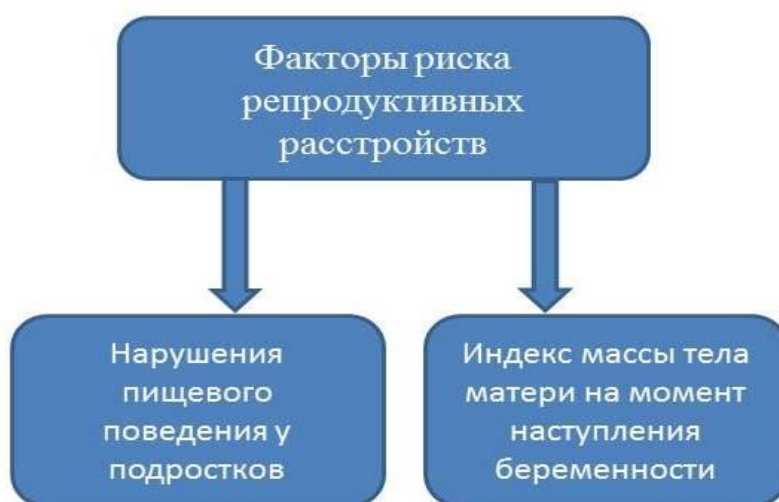 Факторы риска
репродуктивных
расстройств
Нарушения
пищевого
поведения у
подростков
Индекс массы тела
матери на момент
наступления
беременности